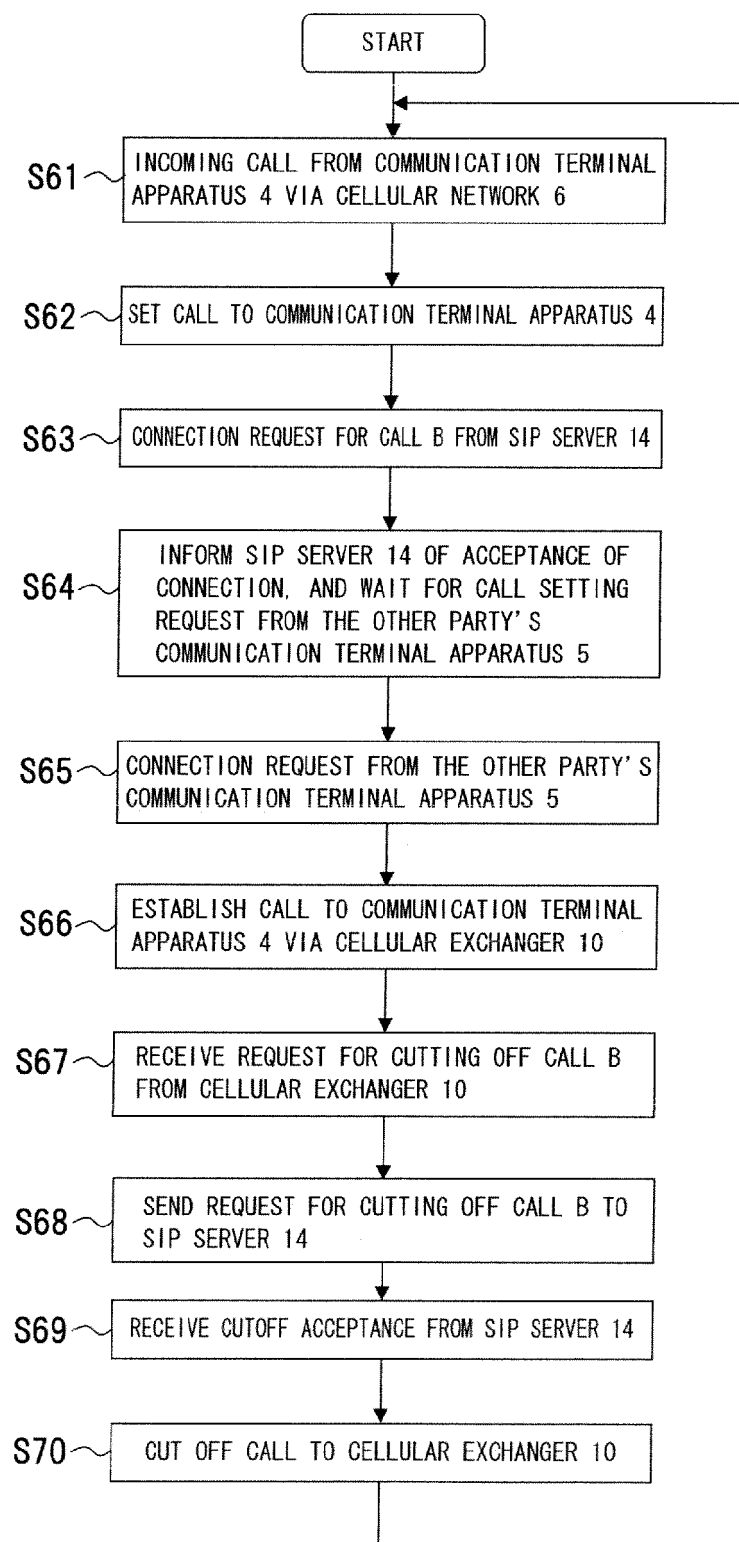 START
S61
INCOMING CALL FROM COMMUNICATION TERMINAL
APPARATUS 4 VIA CELLULAR NETWORK 6
S62
SET CALL TO COMMUNICATION TERMINAL APPARATUS 4
S63
CONNECTION REQUEST FOR CALL B FROM SIP SERVER 14
S64
INFORM SIP SERVER 14 OF ACCEPTANCE OF
CONNECTION, AND WAIT FOR CALL SETTING
REQUEST FROM THE OTHER PARTY'S
COMMUNICATION TERMINAL APPARATUS 5
S65
CONNECTION REQUEST FROM THE OTHER PARTY'S
COMMUNICATION TERMINAL APPARATUS 5
S66
ESTABLISH CALL TO COMMUNICATION TERMINAL
APPARATUS 4 VIA CELLULAR EXCHANGER 10
S67
RECEIVE REQUEST FOR CUTTING OFF CALL B
FROM CELLULAR EXCHANGER 10
S68
SEND REQUEST FOR CUTTING OFF CALL B TO
SIP SERVER 14
S69
RECEIVE CUTOFF ACCEPTANCE FROM SIP SERVER 14
S70
CUT OFF CALL TO CELLULAR EXCHANGER 10